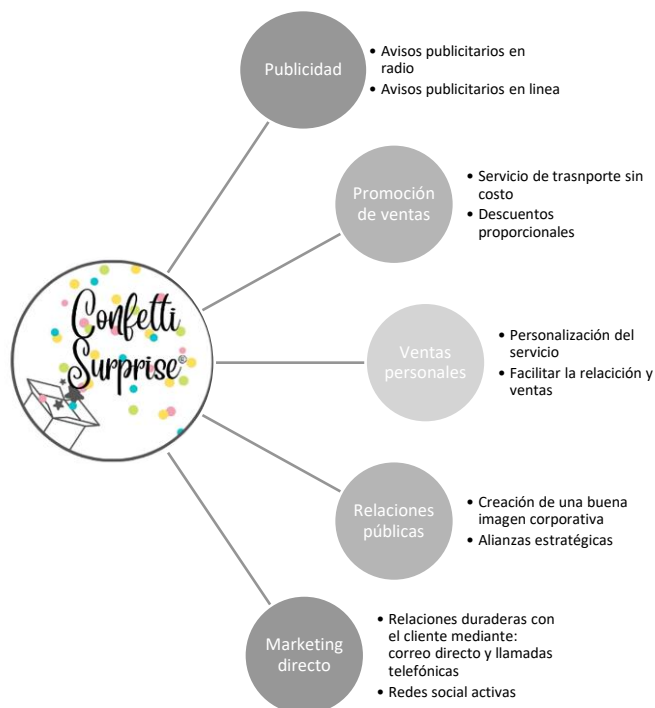 Publicidad
• Avisos publicitarios en
radio
• Avisos publicitarios en linea
Promoción
de ventas
• Servicio de trasnporte sin
costo
• Descuentos
proporcionales
Confetti
Surprise®
Ventas
personales
• Personalización del
servicio
• Facilitar la relacición y
ventas
Relaciones
públicas
• Creación de una buena
imagen corporativa
• Alianzas estratégicas
Marketing
directo
• Relaciones duraderas con
el cliente mediante:
correo directo y llamadas
telefónicas
• Redes social activas